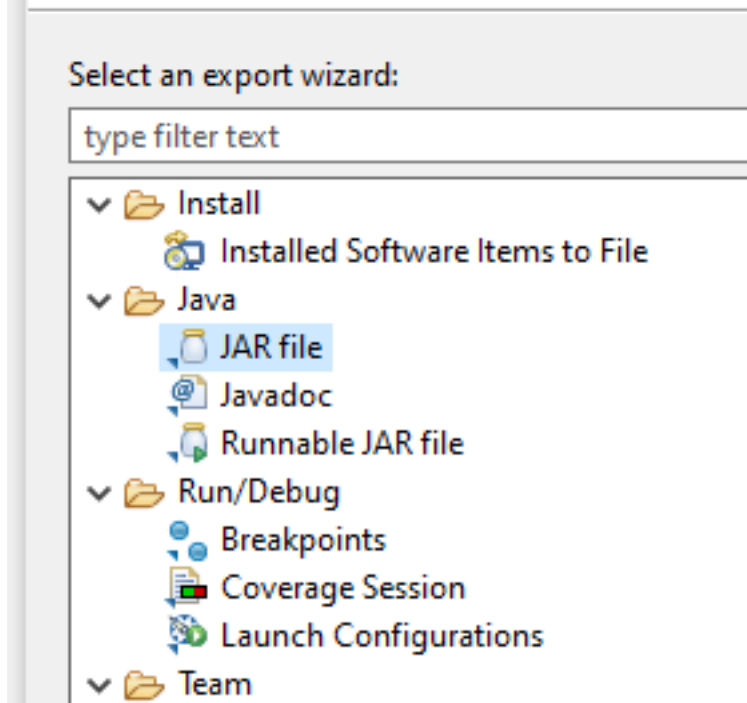 Select an export wizard:
type filter text
Install
Installed Software Items to File
Java
JAR file
Javadoc
Runnable JAR file
Run/Debug
Breakpoints
Coverage Session
Launch Configurations
Team